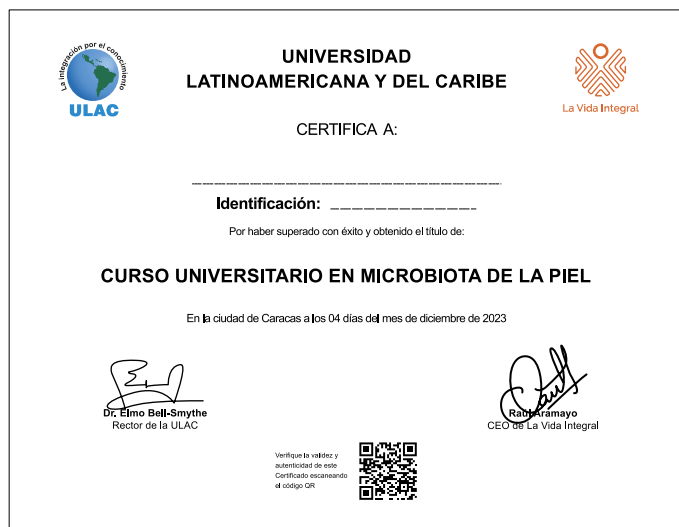 La integración por el conocimiento
ULAC
UNIVERSIDAD
LATINOAMERICANA Y DEL CARIBE
La Vida Integral
CERTIFICA A:
Identificación:
Por haber superado con éxito y obtenido el título de:
CURSO UNIVERSITARIO EN MICROBIOTA DE LA PIEL
En la ciudad de Caracas a los 04 días del mes de diciembre de 2023
Dr. Elmo Bell-Smythe
Rector de la ULAC
Raúl Aramayo
CEO de La Vida Integral
Verifique la validez y
autenticidad de este
Certificado escaneando
el código QR